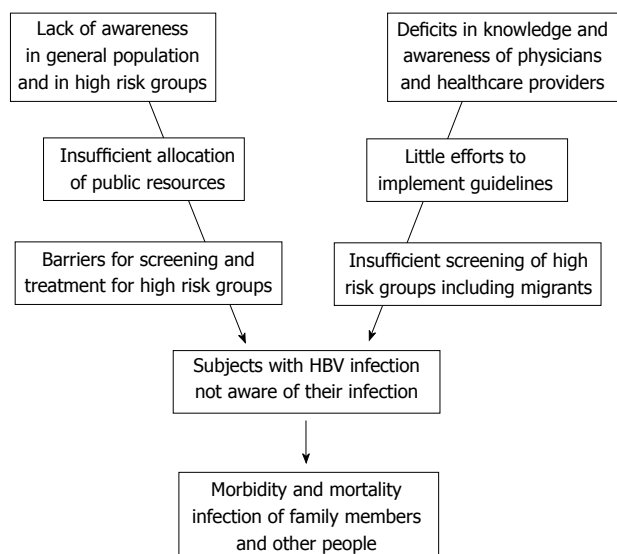 Lack of awareness
in general population
and in high risk groups
Deficits in knowledge and
awareness of physicians
and healthcare providers
Insufficient allocation
of public resources
Little efforts to
implement guidelines
Barriers for screening and
treatment for high risk groups
Insufficient screening of high
risk groups including migrants
Subjects with HBV infection
not aware of their infection
Morbidity and mortality
infection of family members
and other people